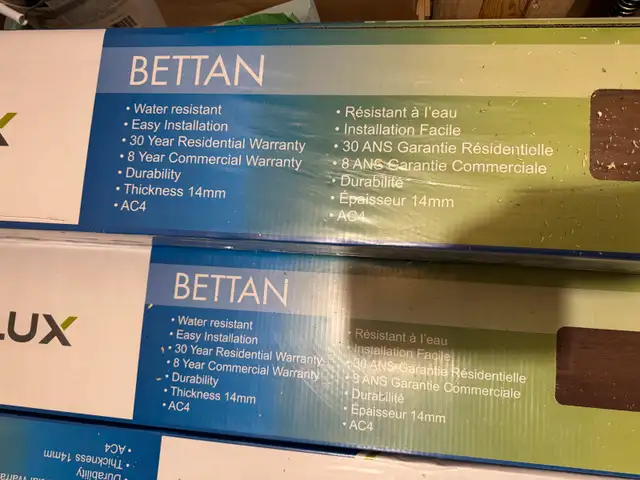 BETTAN
• Water resistant
• Easy Installation
• 30 Year Residential Warranty
• 8 Year Commercial Warranty
• Durability
• Thickness 14mm
• AC4
• Résistant à l'eau
• Installation Facile
• 30 ANS Garantie Résidentielle
• 8 ANS Garantie Commerciale
• Durabilité
• Épaisseur 14mm
• AC4
LUX
BETTAN
• Water resistant
• Easy Installation
• 30 Year Residential Warranty
• 8 Year Commercial Warranty
• Durability
• Thickness 14mm
• AC4
• Résistant à l'eau
• Installation Facile
• 30 ANS Garantie Résidentielle
• 8 ANS Garantie Commerciale
• Durabilité
• Épaisseur 14mm
• AC4
• AC4
• Thickness 14mm
• Durability